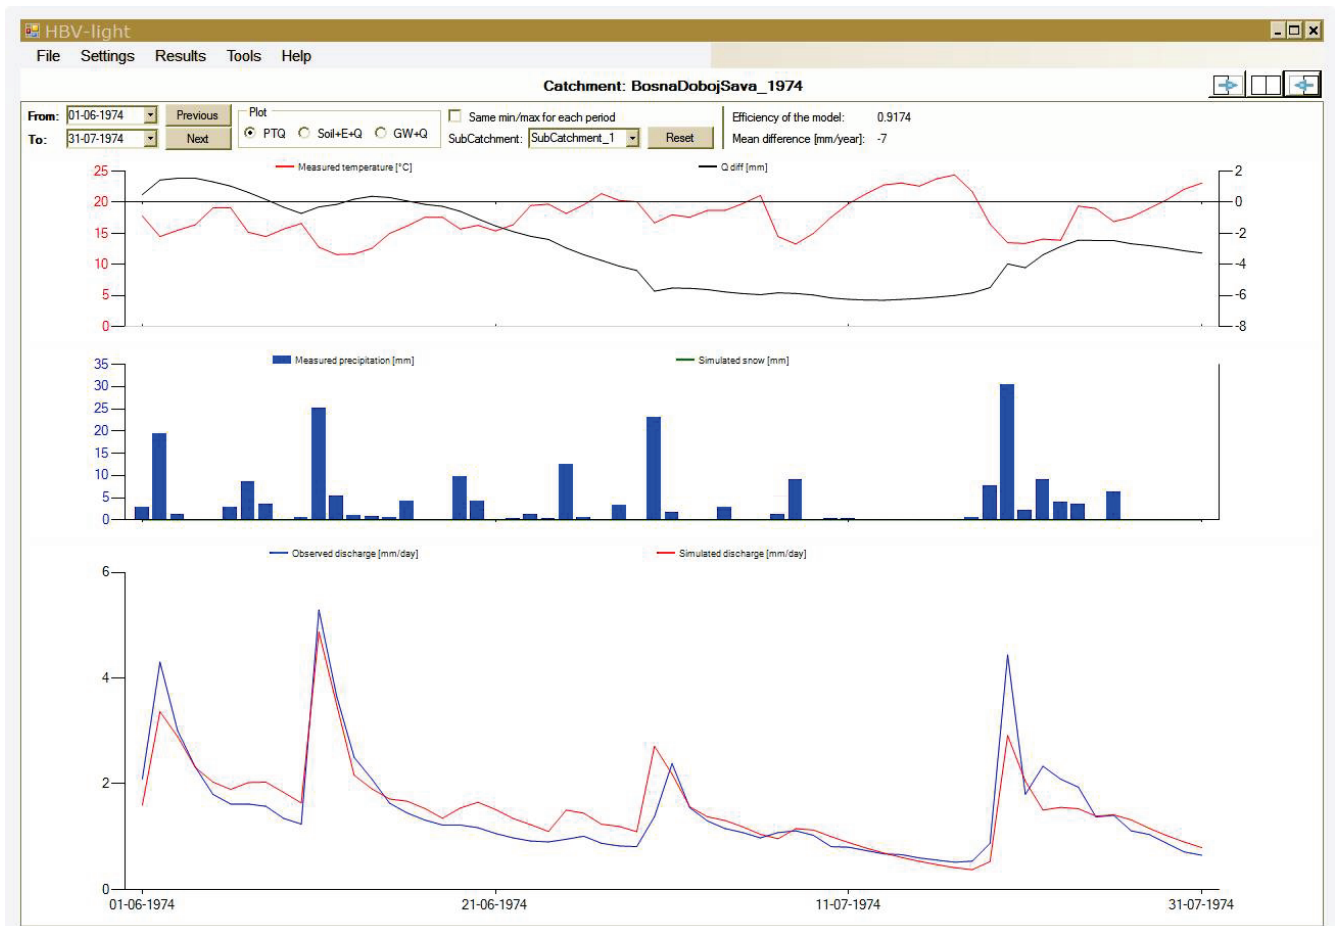 HBV-light
File Settings Results Tools Help
Catchment: BosnaDobojSava_1974
From: 01-06-1974 Previous Plot Same min/max for each period Efficiency of the model: 0.9174
To: 31-07-1974 Next PTQ Soil+E+Q GW+Q SubCatchment: SubCatchment_1 Reset Mean difference [mm/year]: -7
Measured temperature [°C] Q diff [mm]
25 2
20 0
15 -2
10 -4
5 -6
0 -8
Measured precipitation [mm] Simulated snow [mm]
35
30
25
20
15
10
5
0
Observed discharge [mm/day] Simulated discharge [mm/day]
6
4
2
0
01-06-1974 21-06-1974 11-07-1974 31-07-1974